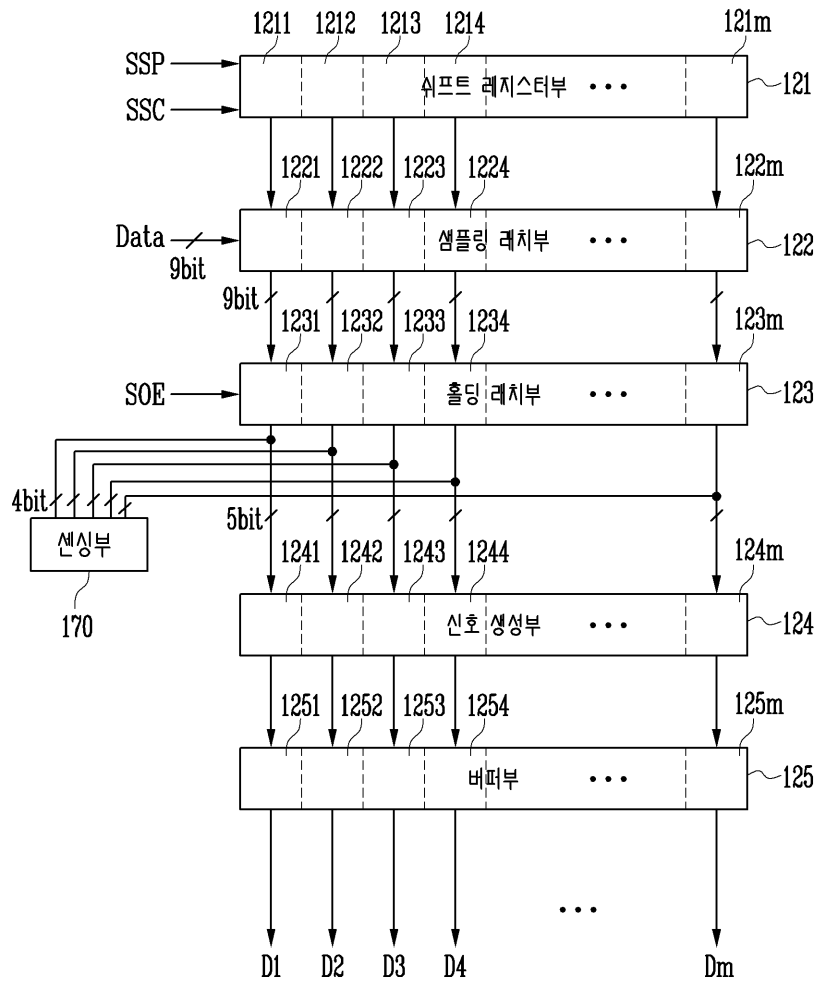 1211 1212 1213 1214 121m
SSP
쉬프트 레지스터부 • • •
121
SSC
1221 1222 1223 1224 122m
Data
9bit
샘플링 래치부 • • •
122
9bit
1231 1232 1233 1234 123m
SOE
홀딩 래치부 • • •
123
4bit
5bit
센싱부
170
1241 1242 1243 1244 124m
신호 생성부 • • •
124
1251 1252 1253 1254 125m
버퍼부 • • •
125
• • •
D1 D2 D3 D4 Dm